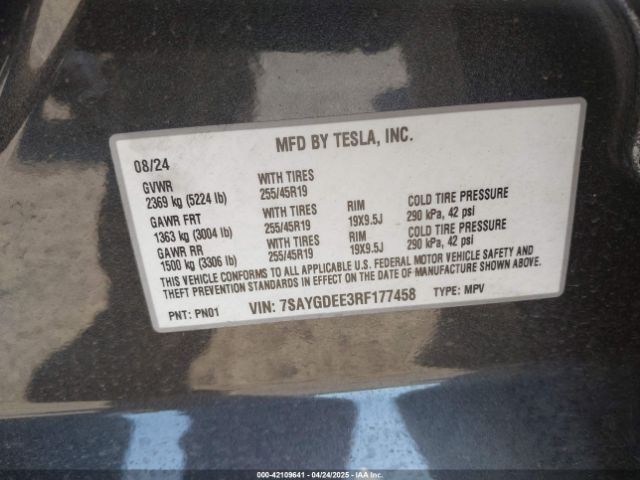 MFD BY TESLA, INC.
08/24
GVWR WITH TIRES
2369 kg (5224 lb) 255/45R19
GAWR FRT WITH TIRES RIM COLD TIRE PRESSURE
1363 kg (3004 lb) 255/45R19 19X9.5J 290 kPa, 42 psi
GAWR RR WITH TIRES RIM COLD TIRE PRESSURE
1500 kg (3306 lb) 255/45R19 19X9.5J 290 kPa, 42 psi
THIS VEHICLE CONFORMS TO ALL APPLICABLE U.S. FEDERAL MOTOR VEHICLE SAFETY AND
THEFT PREVENTION STANDARDS IN EFFECT ON THE DATE OF MANUFACTURE SHOWN ABOVE.
PNT: PN01 VIN: 7SAYGDEE3RF177458 TYPE: MPV
000-42109641 - 04/24/2025 - IAA Inc.